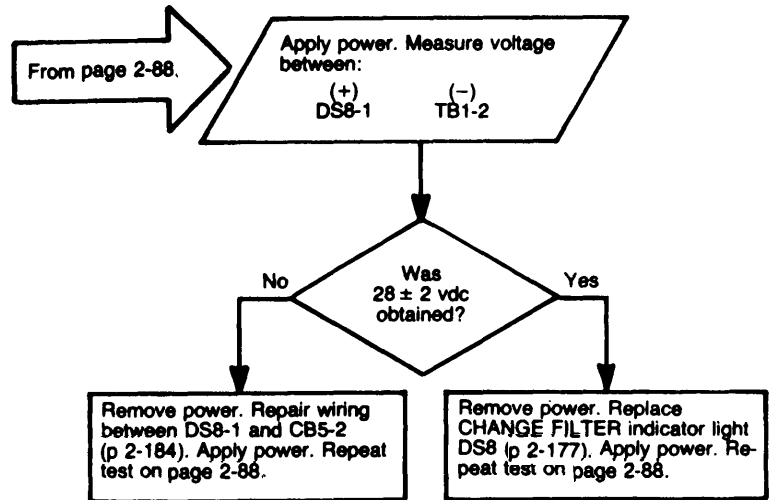 From page 2-88.
Apply power. Measure voltage
between:
(+) (−)
DS8-1 TB1-2
No
Was
28 ± 2 vdc
obtained?
Yes
Remove power. Repair wiring
between DS8-1 and CB5-2
(p 2-184). Apply power. Repeat
test on page 2-88.
Remove power. Replace
CHANGE FILTER indicator light
DS8 (p 2-177). Apply power. Re-
peat test on page 2-88.